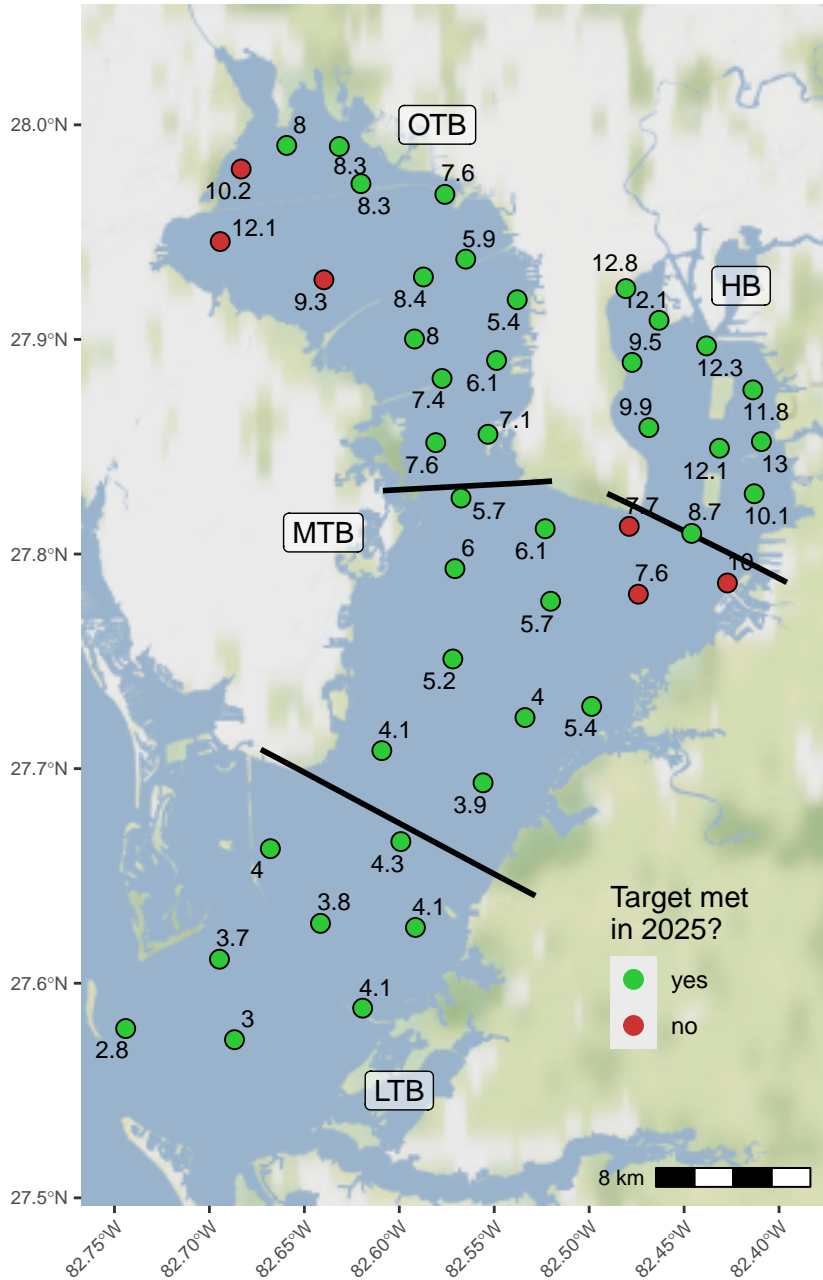 28.0°N
27.9°N
27.8°N
27.7°N
27.6°N
27.5°N
OTB
8
8.3
10.2
8.3
7.6
12.1
5.9
9.3
8.4
5.4
8
6.1
7.4
7.1
7.6
HB
12.8
12.1
9.5
12.3
11.8
9.9
13
12.1
10.1
8.7
MTB
5.7
7.7
6.1
6
7.6
10
5.7
5.2
4
5.4
4.1
3.9
4.3
4
3.8
4.1
3.7
4.1
3
2.8
LTB
Target met
in 2025?
yes
no
8 km
82.75°W
82.70°W
82.65°W
82.60°W
82.55°W
82.50°W
82.45°W
82.40°W